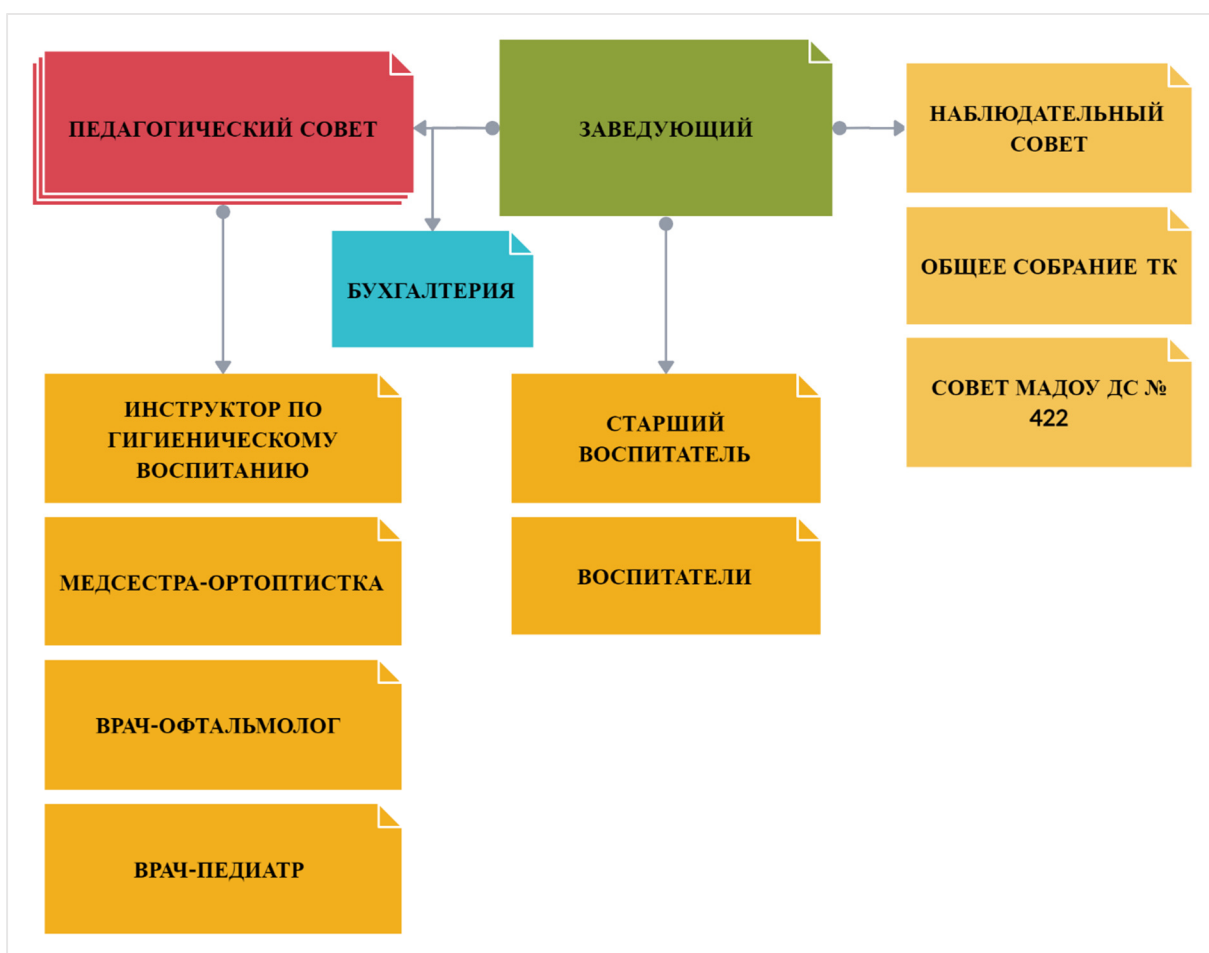 ПЕДАГОГИЧЕСКИЙ СОВЕТ
ЗАВЕДУЮЩИЙ
НАБЛЮДАТЕЛЬНЫЙ
СОВЕТ
ОБЩЕЕ СОБРАНИЕ ТК
СОВЕТ МАДОУ ДС №
422
БУХГАЛТЕРИЯ
ИНСТРУКТОР ПО
ГИГИЕНИЧЕСКОМУ
ВОСПИТАНИЮ
МЕДСЕСТРА-ОРТОПТИСТКА
ВРАЧ-ОФТАЛЬМОЛОГ
ВРАЧ-ПЕДИАТР
СТАРШИЙ
ВОСПИТАТЕЛЬ
ВОСПИТАТЕЛИ